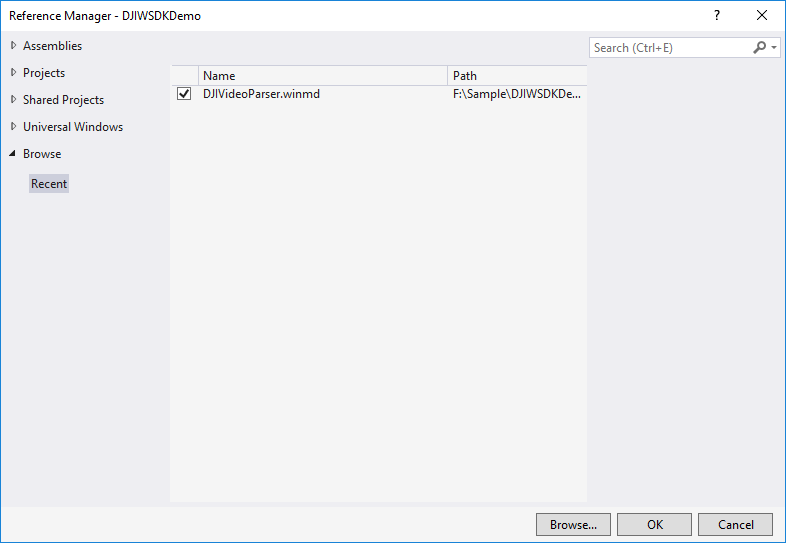 Reference Manager - DJIWSDKDemo
?
Assemblies
Projects
Shared Projects
Universal Windows
Browse
Recent
Search (Ctrl+E)
Name Path
DJIVideoParser.winmd F:\Sample\DJIWSDKDe...
Browse... OK Cancel